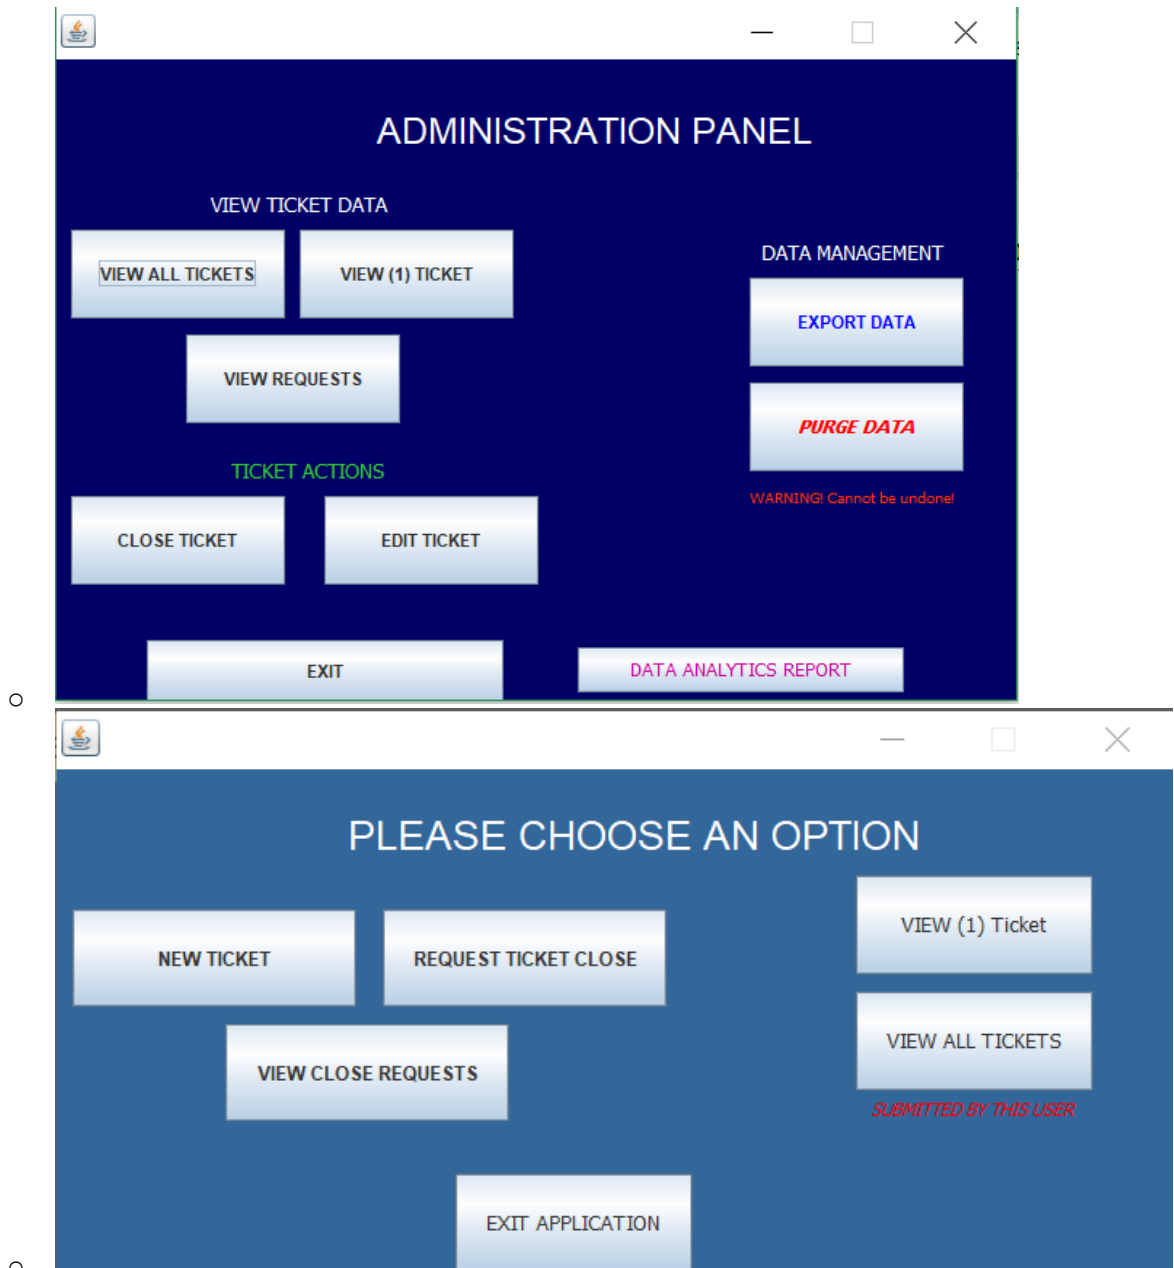 ADMINISTRATION PANEL
VIEW TICKET DATA
VIEW ALL TICKETS
VIEW (1) TICKET
VIEW REQUESTS
DATA MANAGEMENT
EXPORT DATA
PURGE DATA
WARNING! Cannot be undone!
TICKET ACTIONS
CLOSE TICKET
EDIT TICKET
EXIT
DATA ANALYTICS REPORT
PLEASE CHOOSE AN OPTION
NEW TICKET
REQUEST TICKET CLOSE
VIEW CLOSE REQUESTS
VIEW (1) Ticket
VIEW ALL TICKETS
SUBMITTED BY THIS USER
EXIT APPLICATION